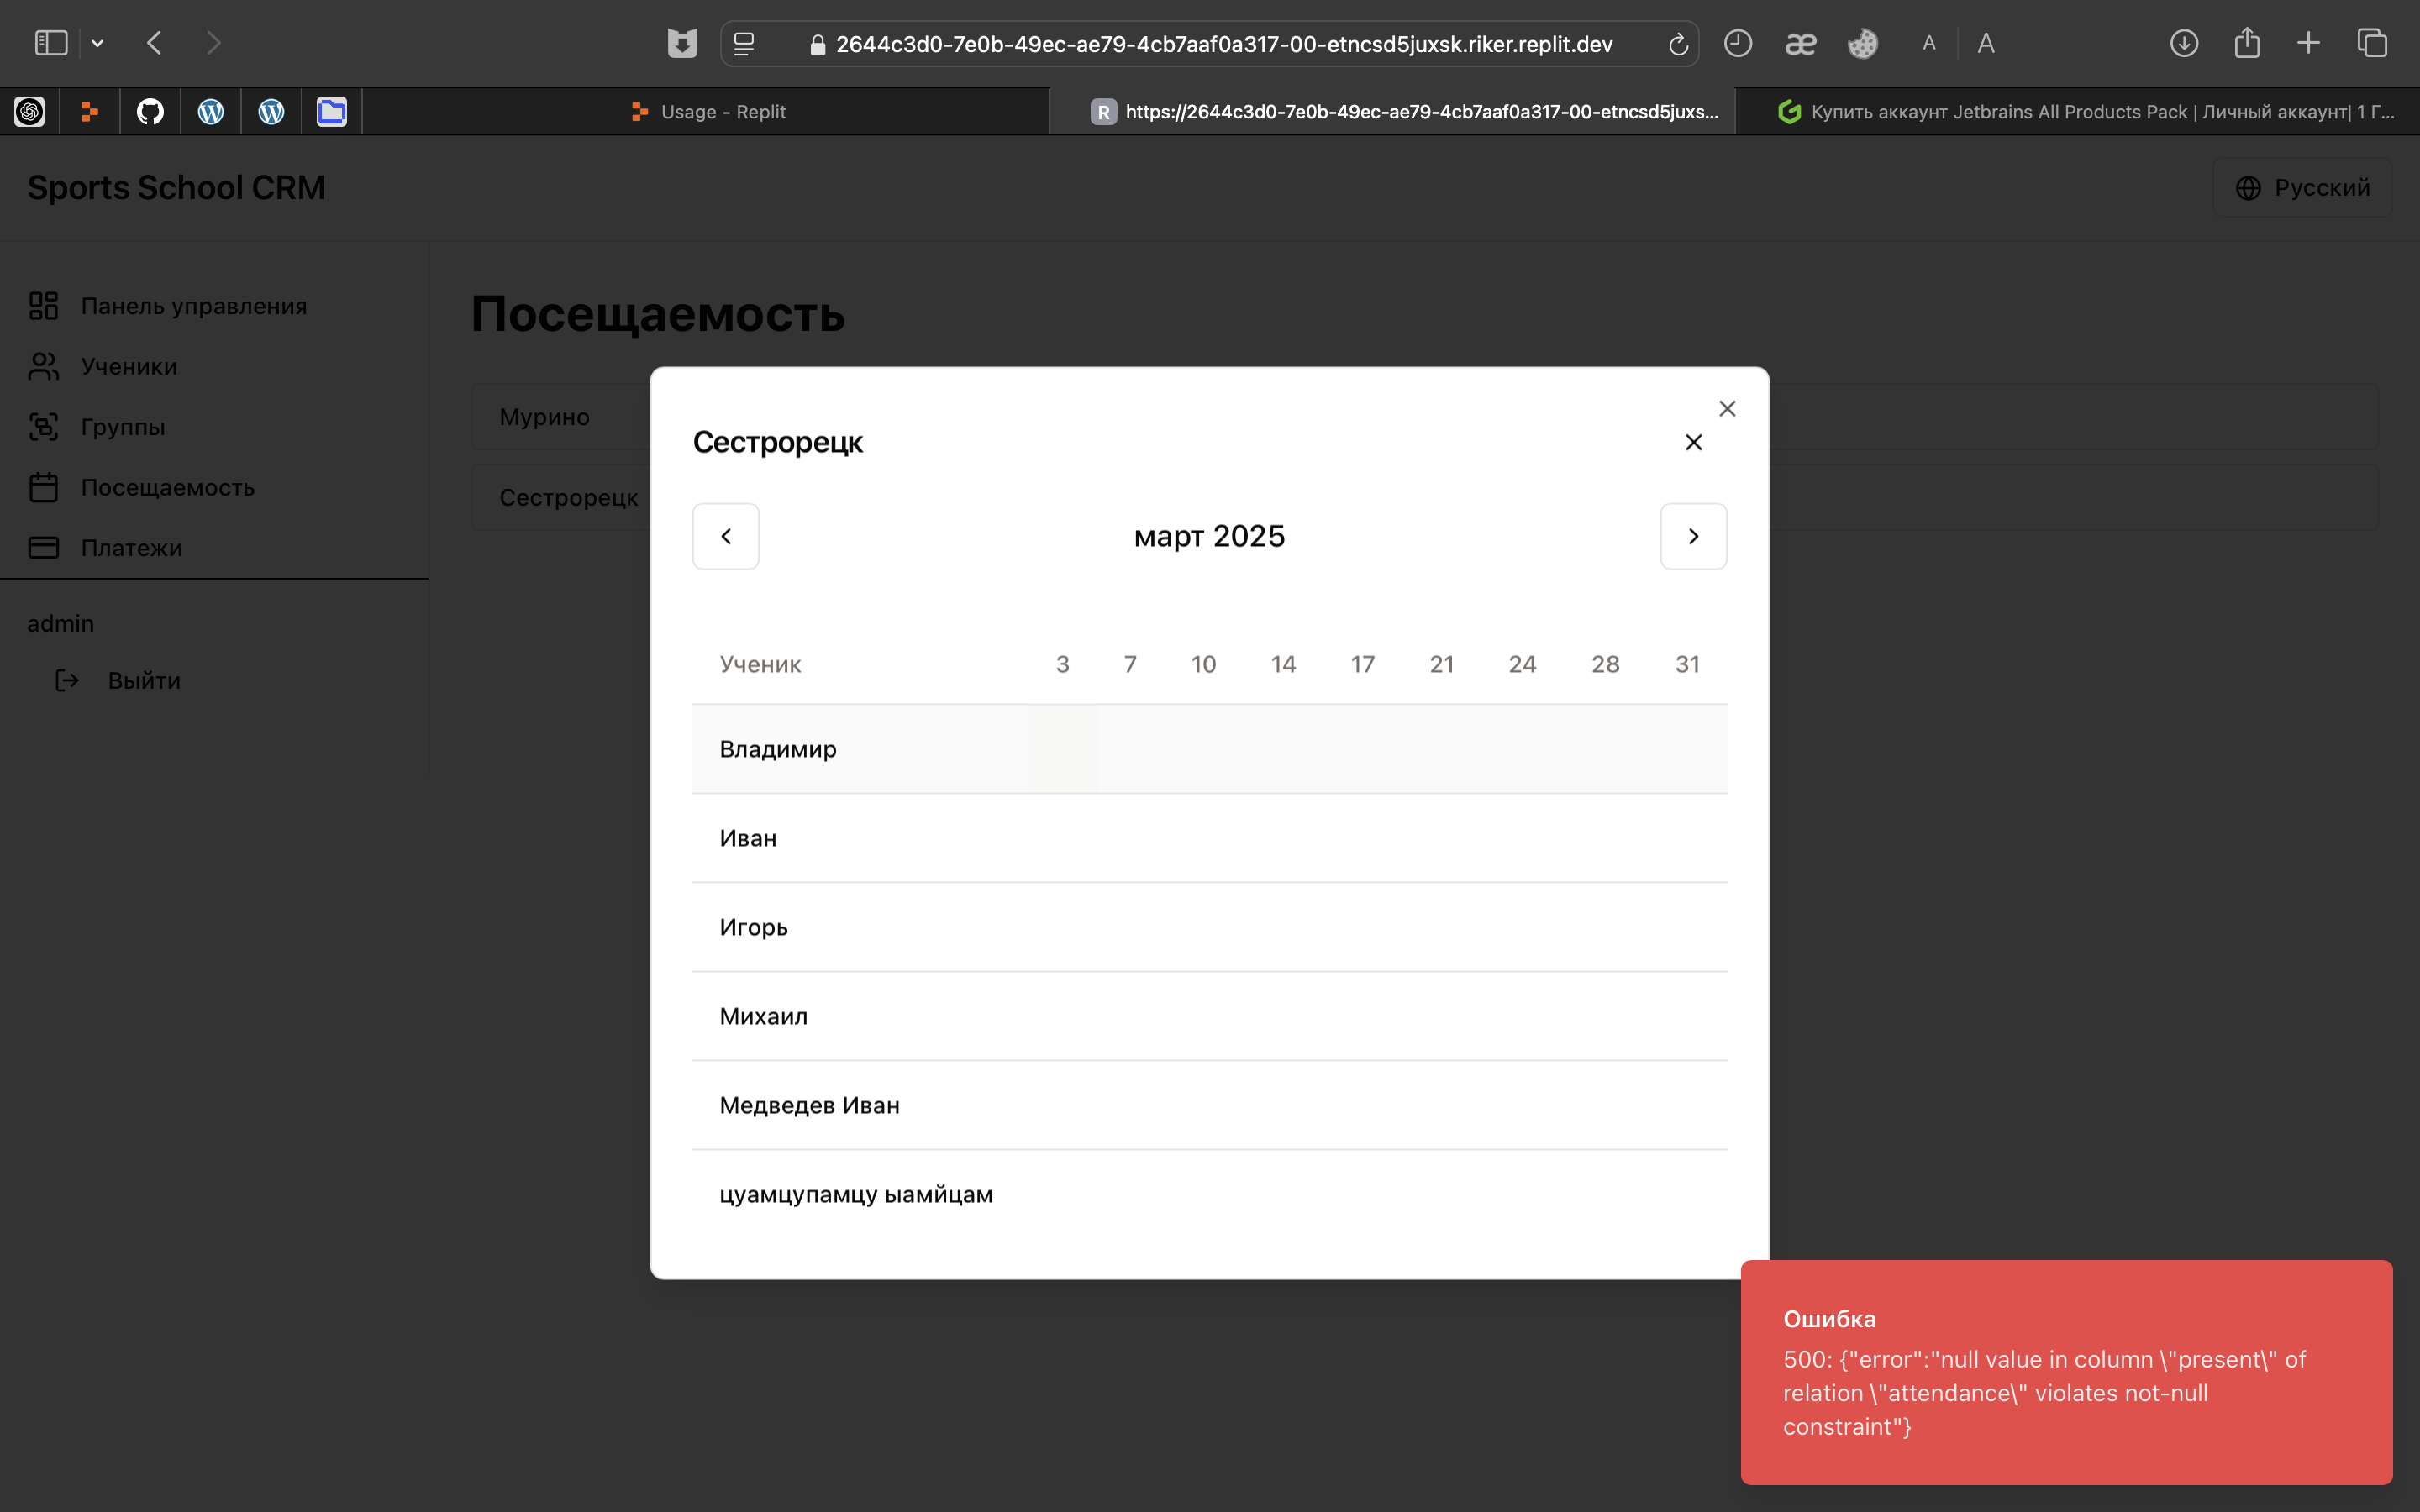 2644c3d0-7e0b-49ec-ae79-4cb7aaf0a317-00-etncsd5juxsk.riker.replit.dev
æ
A
A
Usage - Replit
R
https://2644c3d0-7e0b-49ec-ae79-4cb7aaf0a317-00-etncsd5juxs...
Купить аккаунт Jetbrains All Products Pack | Личный аккаунт| 1 Г...
Sports School CRM
Русский
Панель управления
Ученики
Группы
Посещаемость
Платежи
admin
Выйти
Посещаемость
Мурино
Сестрорецк
Сестрорецк
март 2025
Ученик 3 7 10 14 17 21 24 28 31
Владимир
Иван
Игорь
Михаил
Медведев Иван
цуамцупамцу ыамйцам
Ошибка
500: {"error":"null value in column \"present\" of
relation \"attendance\" violates not-null
constraint"}